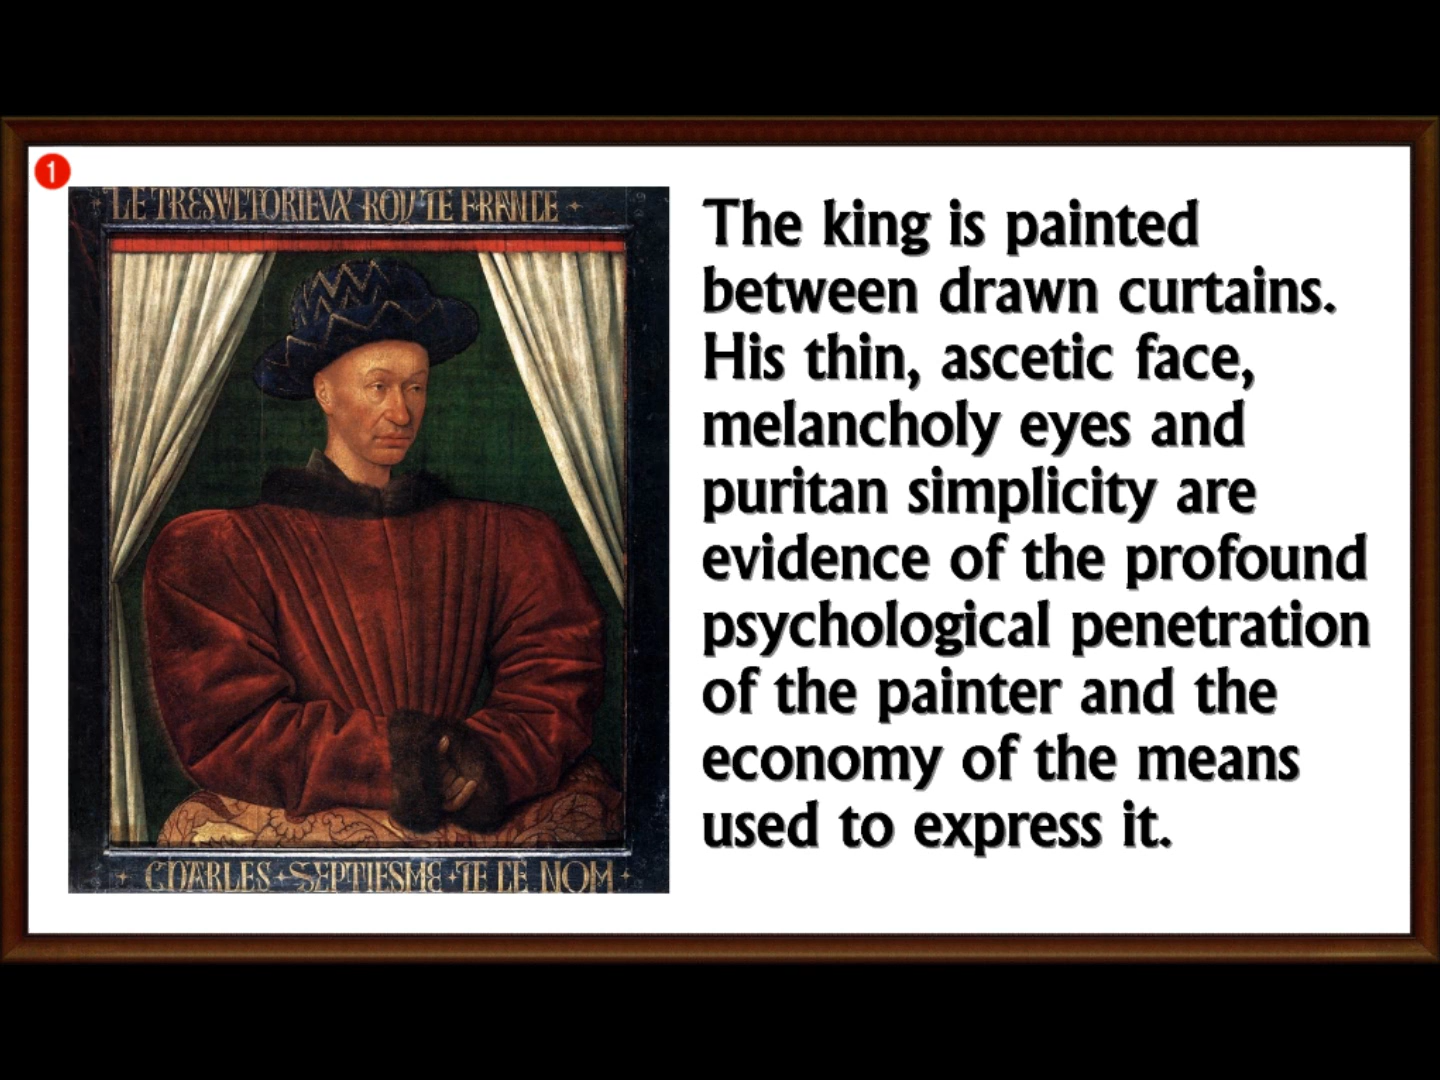 1
LE TRESVICTORIEVX ROY DE FRANCE
The king is painted
between drawn curtains.
His thin, ascetic face,
melancholy eyes and
puritan simplicity are
evidence of the profound
psychological penetration
of the painter and the
economy of the means
used to express it.
CHARLES SEPTIESME DE CE NOM